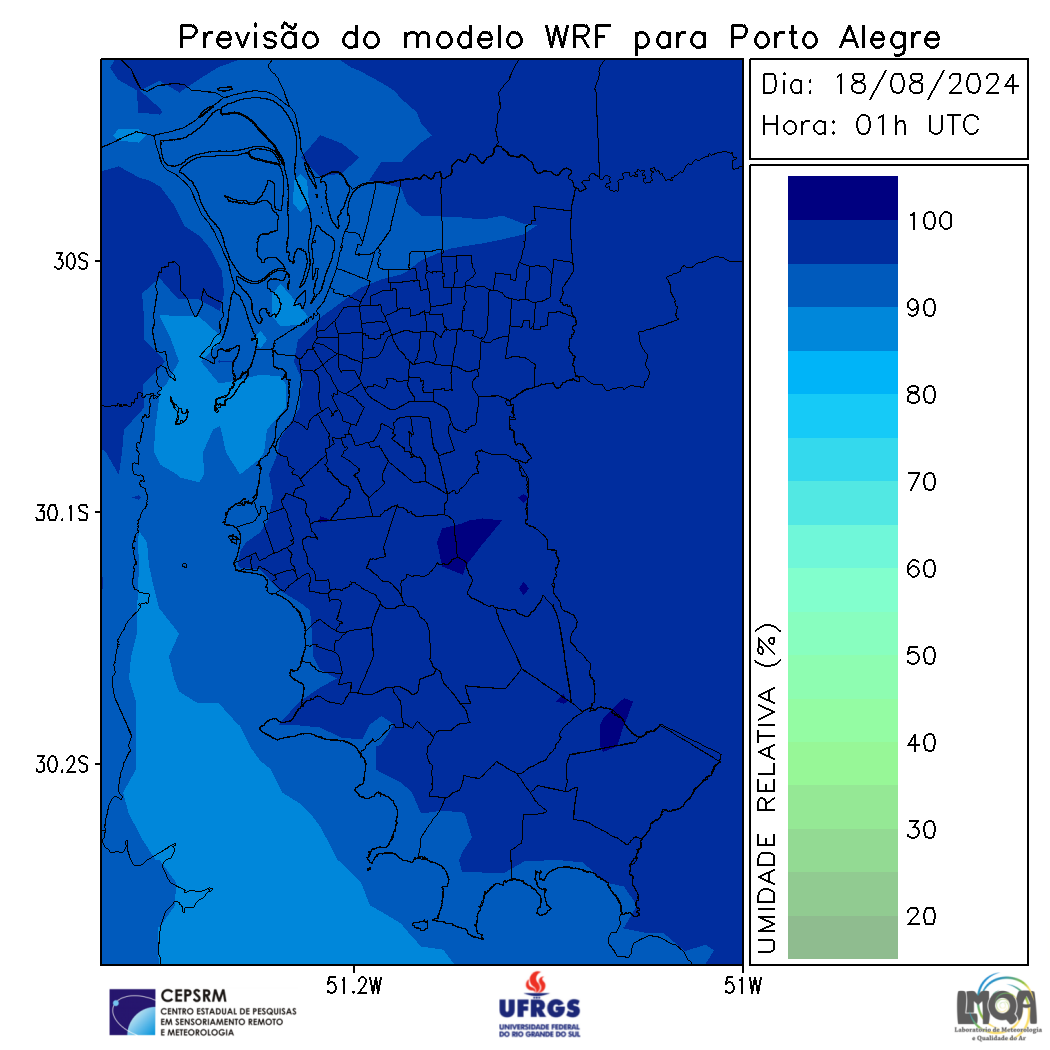 Previsão do modelo WRF para Porto Alegre
Dia: 18/08/2024
Hora: 01h UTC
30S
30.1S
30.2S
51.2W
51W
UMIDADE RELATIVA (%)
100
90
80
70
60
50
40
30
20
CEPSRM
CENTRO ESTADUAL DE PESQUISAS
EM SENSORIAMENTO REMOTO
E METEOROLOGIA
UFRGS
UNIVERSIDADE FEDERAL
DO RIO GRANDE DO SUL
LMQA
Laboratório de Meteorologia
e Qualidade do Ar